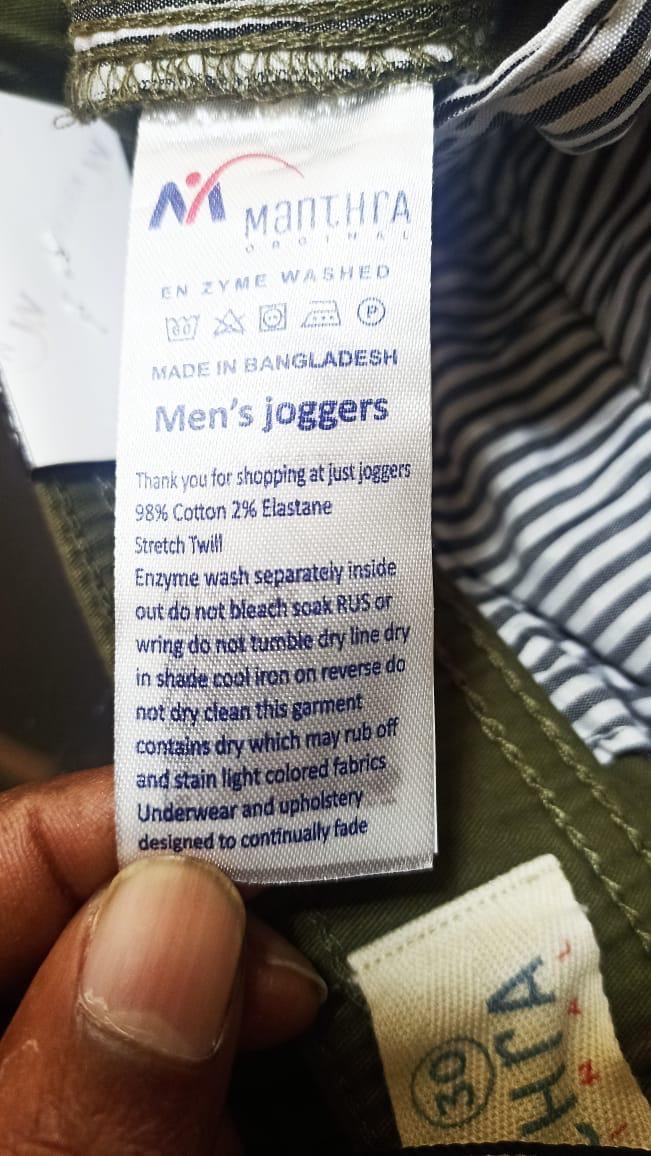 ManTHrA
ORGINAL
EN ZYME WASHED
P
MADE IN BANGLADESH
Men's joggers
Thank you for shopping at just joggers
98% Cotton 2% Elastane
Stretch Twill
Enzyme wash separately inside
out do not bleach soak RUS or
wring do not tumble dry line dry
in shade cool iron on reverse do
not dry clean this garment
contains dry which may rub off
and stain light colored fabrics
Underwear and upholstery
designed to continually fade
30
HrA
N A L